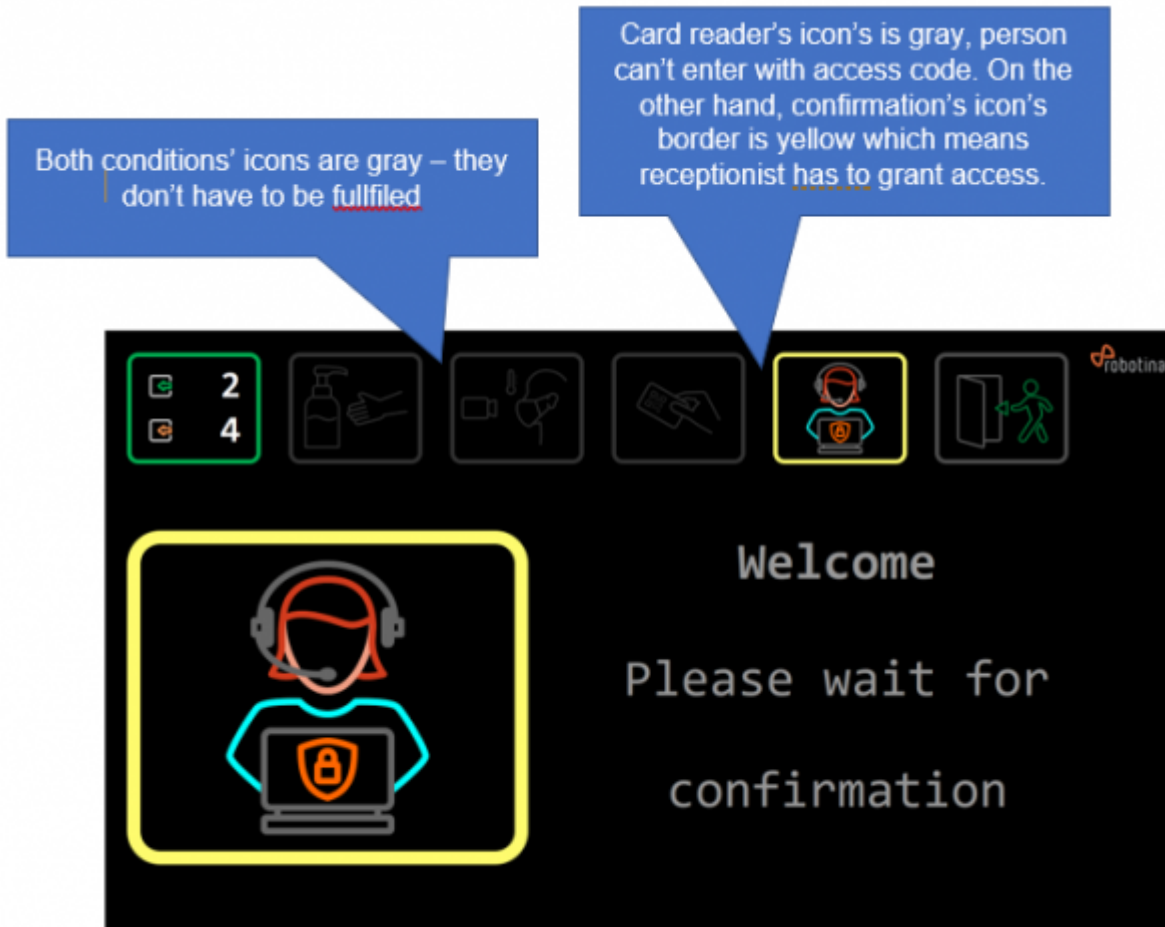 Card reader's icon's is gray, person
can't enter with access code. On the
other hand, confirmation's icon's
border is yellow which means
receptionist has to grant access.
Both conditions' icons are gray – they
don't have to be fullfiled
2
4
robotina
Welcome
Please wait for
confirmation